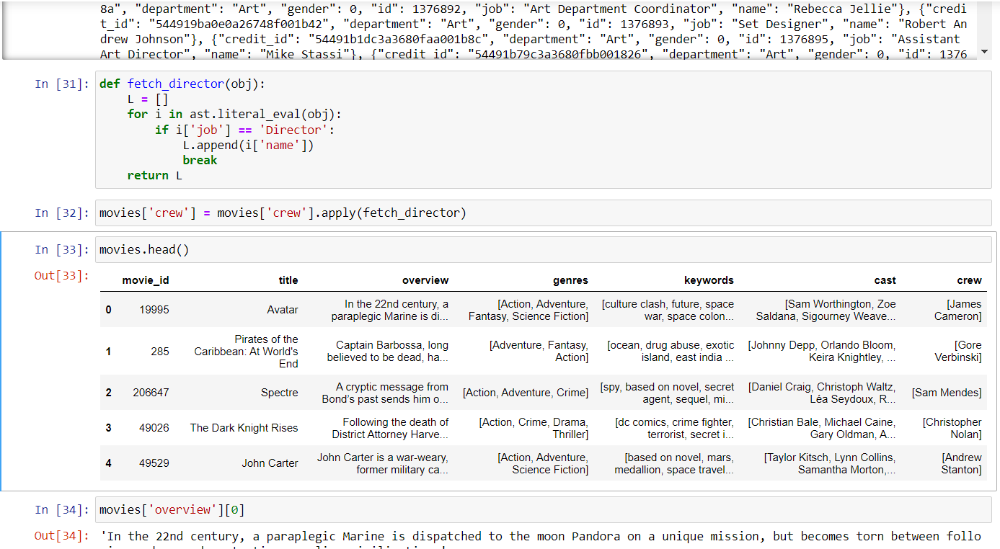 8a", "department": "Art", "gender": 0, "id": 1376892, "job": "Art Department Coordinator", "name": "Rebecca Jellie"}, {"credi
t_id": "544919ba0e0a26748f001b42", "department": "Art", "gender": 0, "id": 1376893, "job": "Set Designer", "name": "Robert An
drew Johnson"}, {"credit_id": "54491b1dc3a3680faa001b8c", "department": "Art", "gender": 0, "id": 1376895, "job": "Assistant
Art Director", "name": "Mike Stassi"}, {"credit_id": "54491b79c3a3680fbb001826", "department": "Art", "gender": 0, "id": 1376
In [31]: def fetch_director(obj):
    L = []
    for i in ast.literal_eval(obj):
        if i['job'] == 'Director':
            L.append(i['name'])
            break
    return L
In [32]: movies['crew'] = movies['crew'].apply(fetch_director)
In [33]: movies.head()
Out[33]:
movie_id title overview genres keywords cast crew
0 19995 Avatar In the 22nd century, a paraplegic Marine is di... [Action, Adventure, Fantasy, Science Fiction] [culture clash, future, space war, space colon... [Sam Worthington, Zoe Saldana, Sigourney Weave... [James Cameron]
1 285 Pirates of the Caribbean: At World's End Captain Barbossa, long believed to be dead, ha... [Adventure, Fantasy, Action] [ocean, drug abuse, exotic island, east india ... [Johnny Depp, Orlando Bloom, Keira Knightley, ... [Gore Verbinski]
2 206647 Spectre A cryptic message from Bond’s past sends him o... [Action, Adventure, Crime] [spy, based on novel, secret agent, sequel, mi... [Daniel Craig, Christoph Waltz, Léa Seydoux, R... [Sam Mendes]
3 49026 The Dark Knight Rises Following the death of District Attorney Harve... [Action, Crime, Drama, Thriller] [dc comics, crime fighter, terrorist, secret i... [Christian Bale, Michael Caine, Gary Oldman, A... [Christopher Nolan]
4 49529 John Carter John Carter is a war-weary, former military ca... [Action, Adventure, Science Fiction] [based on novel, mars, medallion, space travel... [Taylor Kitsch, Lynn Collins, Samantha Morton,... [Andrew Stanton]
In [34]: movies['overview'][0]
Out[34]: 'In the 22nd century, a paraplegic Marine is dispatched to the moon Pandora on a unique mission, but becomes torn between follo